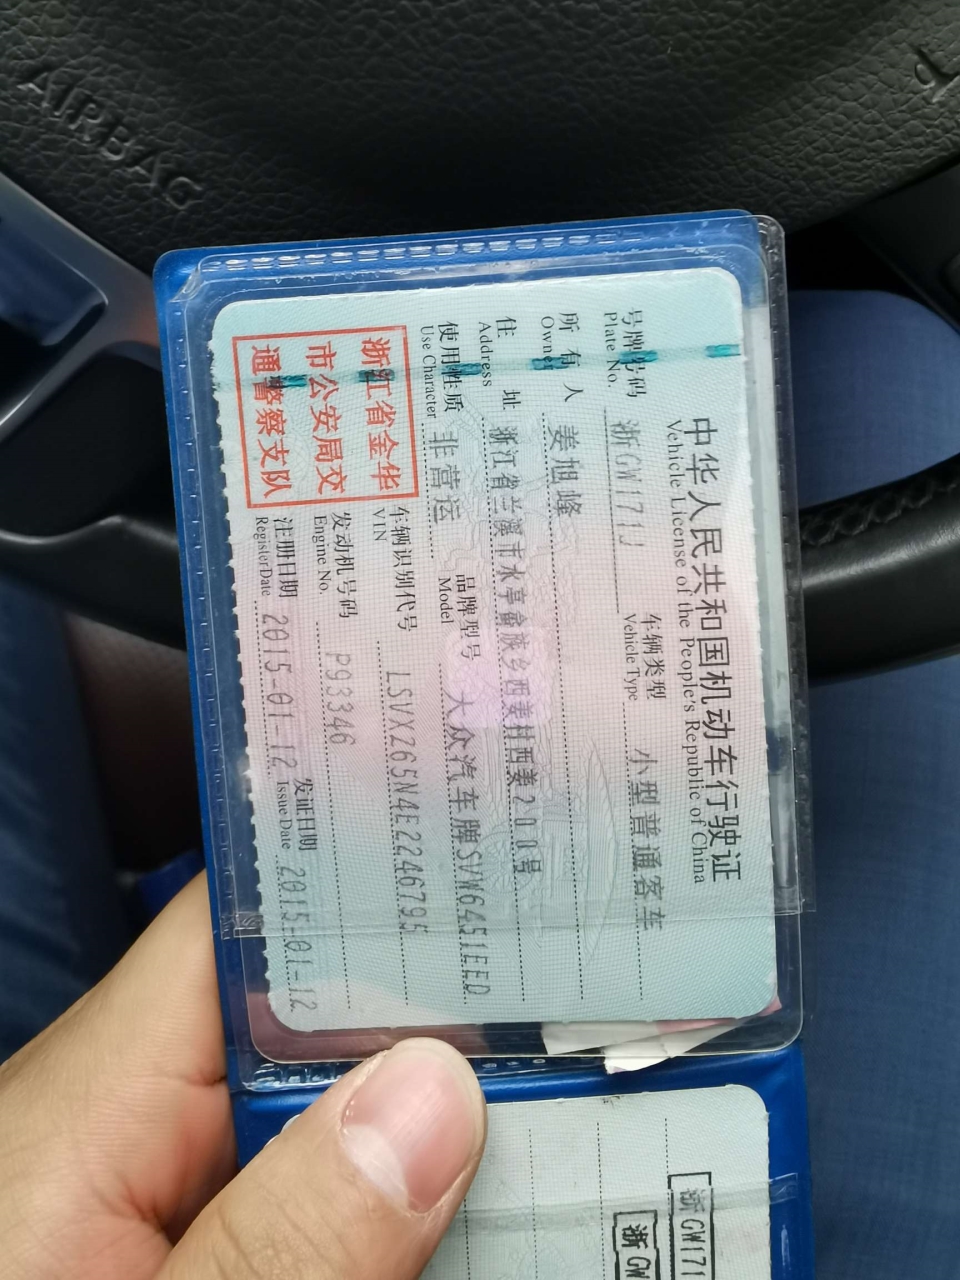 AIRBAG
中华人民共和国机动车行驶证
Vehicle License of the People's Republic of China
号牌号码 浙GW171J 车辆类型 小型普通客车
Plate No. Vehicle Type
所有人 姜旭峰
Owner
住址 浙江省兰溪市水亭畲族乡西姜村西姜200号
Address
使用性质 非营运 品牌型号 大众汽车牌SVW6451EED
Use Character Model
浙江省金华
市公安局交
通警察支队
车辆识别代号 LSVXZ65N4E2246795
VIN
发动机号码 P93346
Engine No.
注册日期 2015-01-12 发证日期 2015-01-12
Register Date Issue Date
浙GW171
浙GW